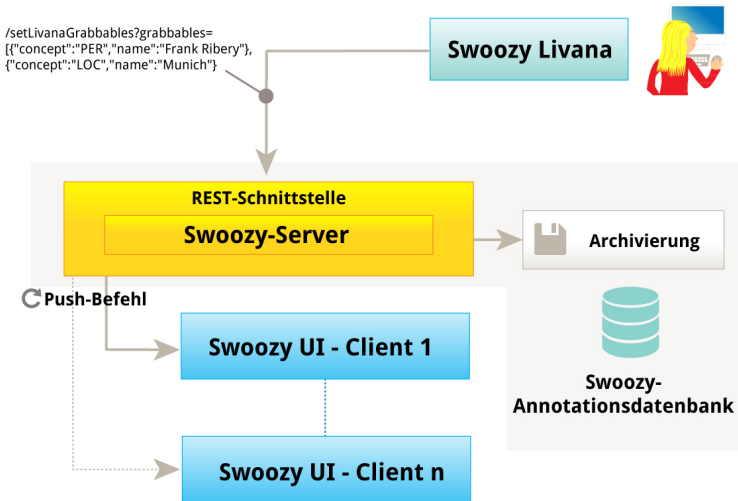 /setLivanaGrabbables?grabbables=
[{"concept":"PER","name":"Frank Ribery"},
{"concept":"LOC","name":"Munich"}
Swoozy Livana
REST-Schnittstelle
Swoozy-Server
Archivierung
Push-Befehl
Swoozy UI - Client 1
Swoozy-
Annotationsdatenbank
Swoozy UI - Client n